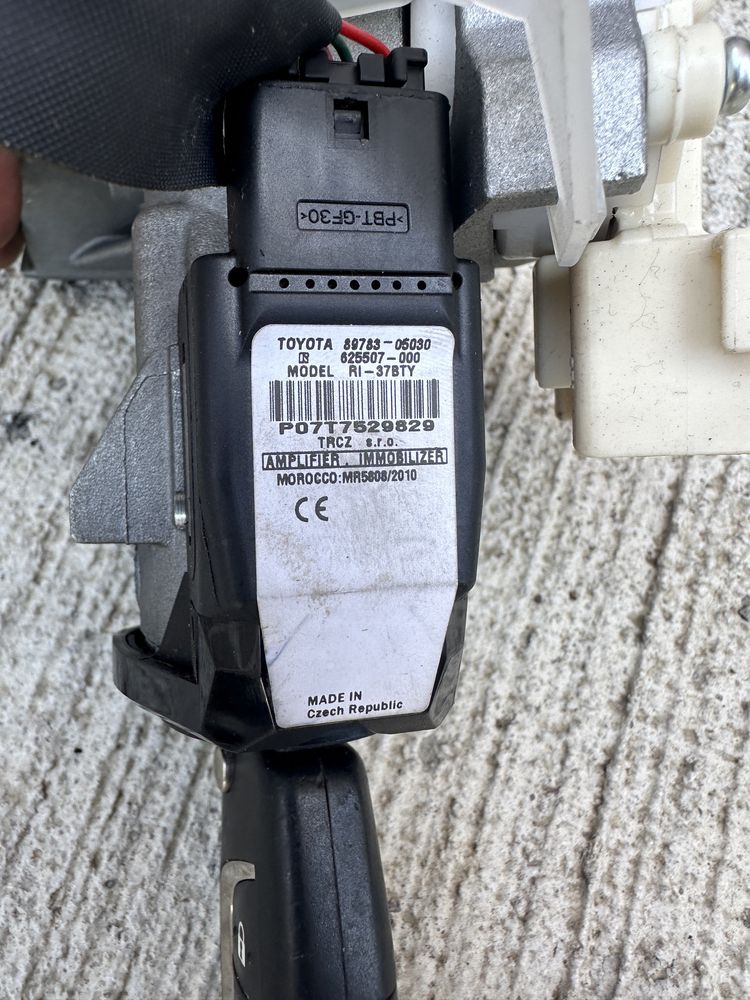 >PBT-GF30<
TOYOTA 89783-05030
625507-000
MODEL RI-37BTY
P07T7529829
TRCZ s.r.o.
AMPLIFIER, IMMOBILIZER
MOROCCO:MR5808/2010
CE
MADE IN
Czech Republic